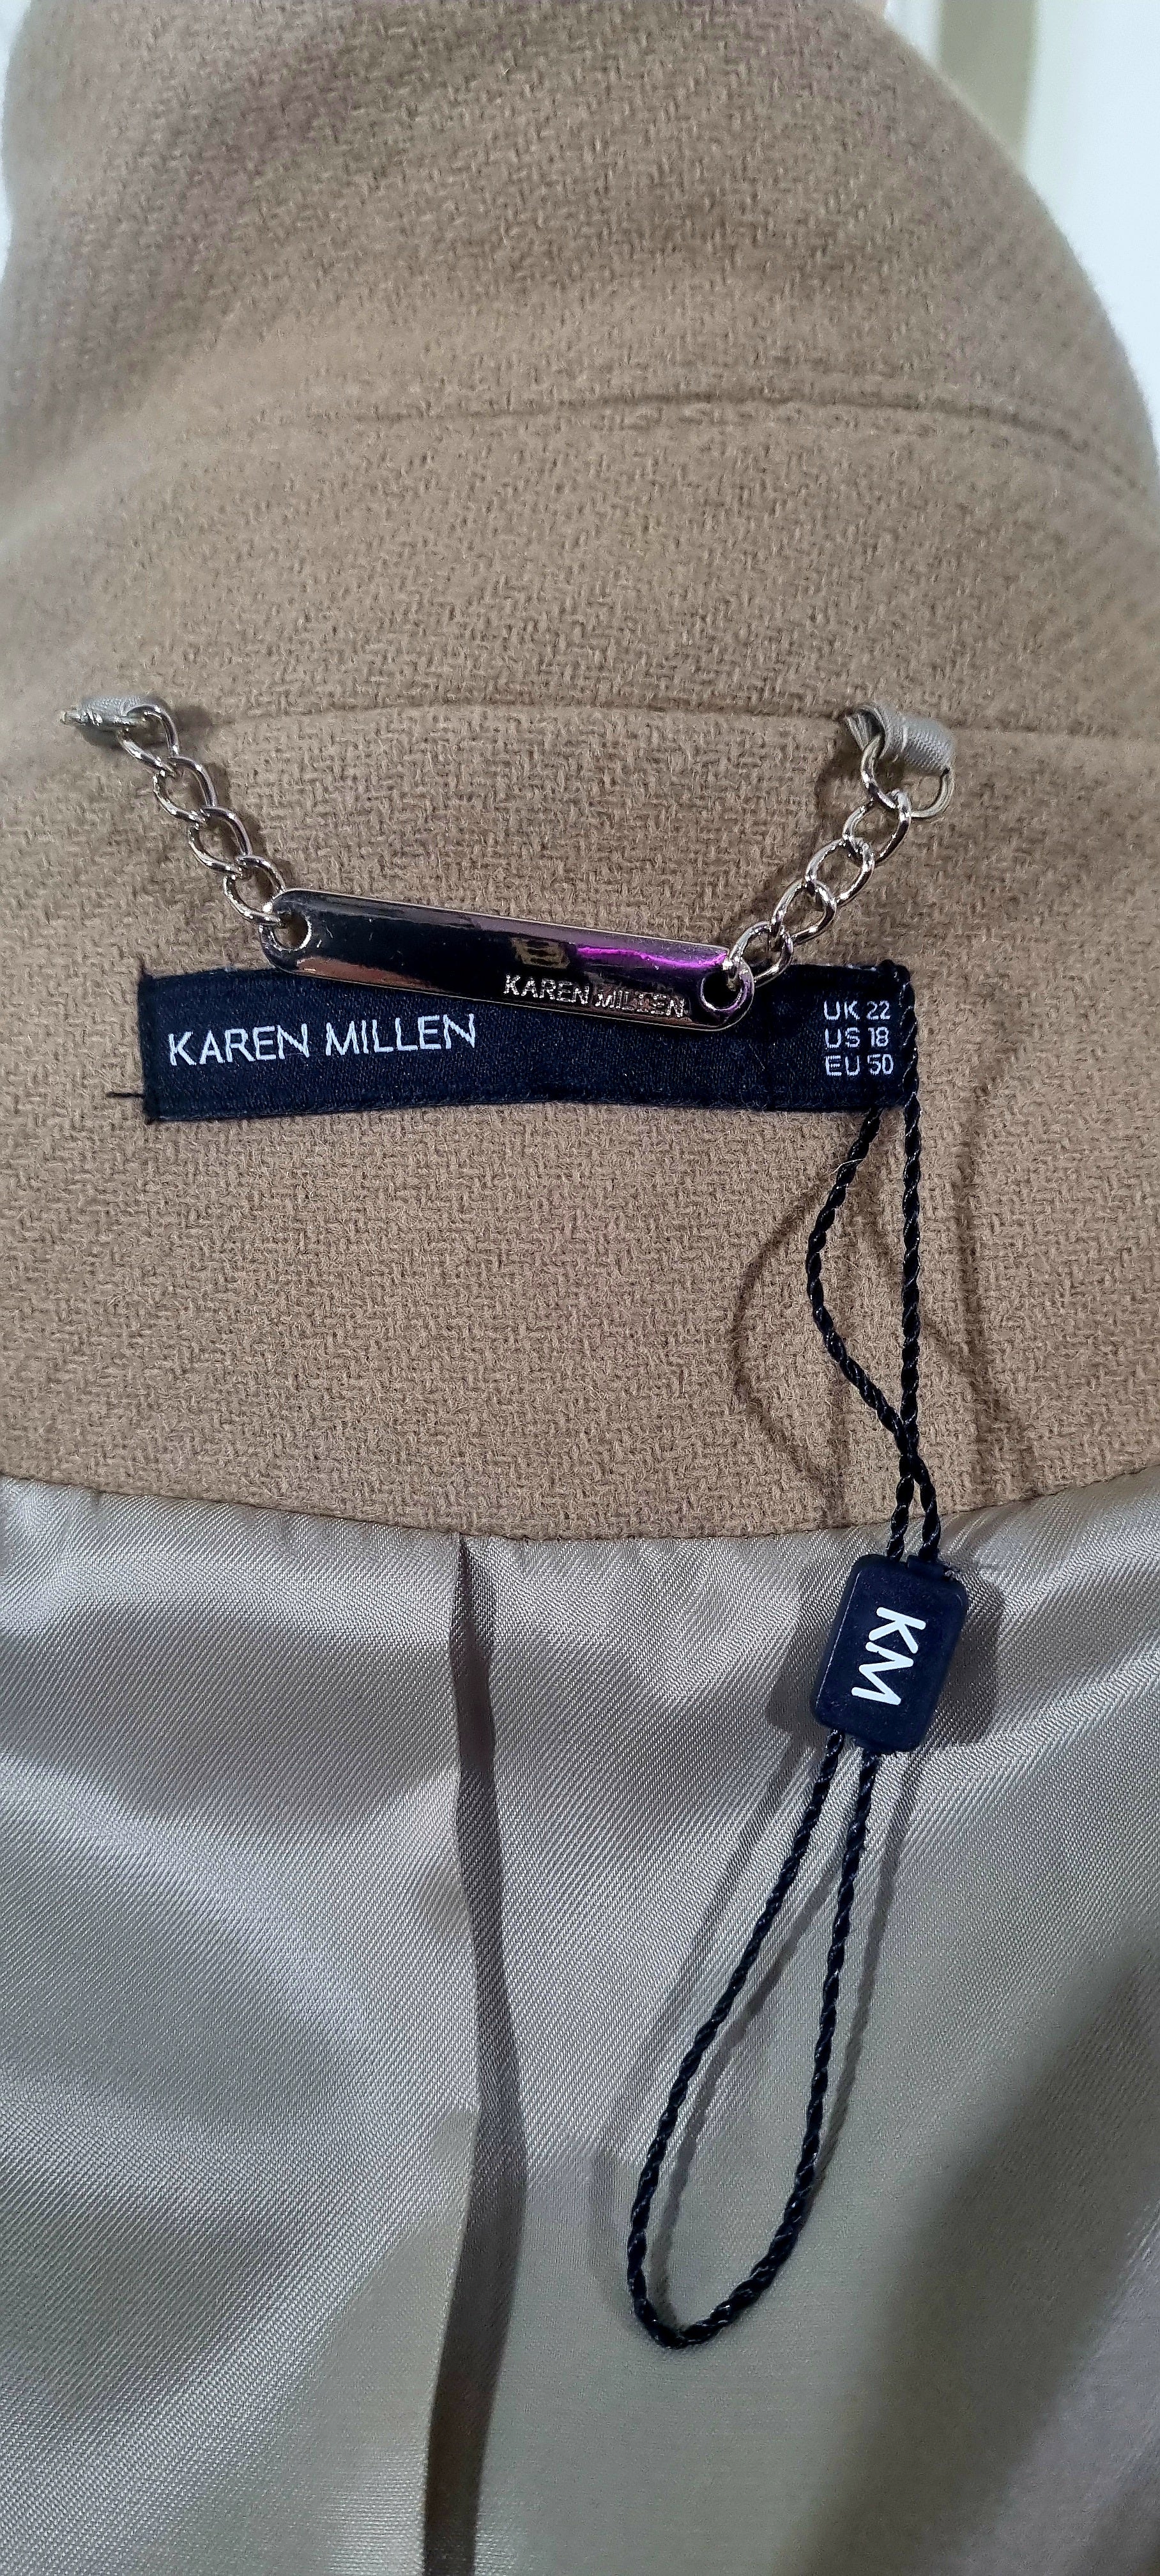 KAREN MILLEN
KAREN MILLEN
UK 22
US 18
EU 50
KM